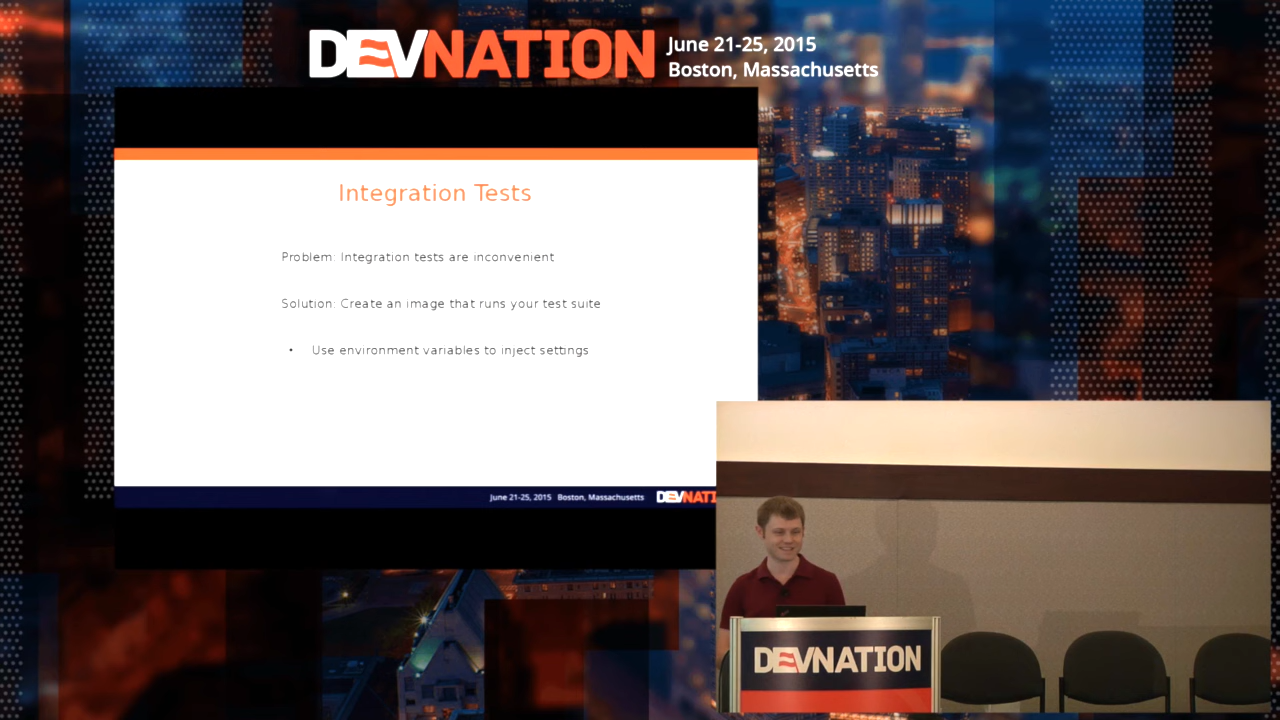 DEVNATION
June 21-25, 2015
Boston, Massachusetts
Integration Tests
Problem: Integration tests are inconvenient
Solution: Create an image that runs your test suite
• Use environment variables to inject settings
June 21-25, 2015 Boston, Massachusetts DEVNATI
DEVNATION